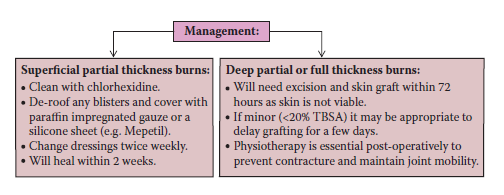 Management:
Superficial partial thickness burns:
• Clean with chlorhexidine.
• De-roof any blisters and cover with
paraffin impregnated gauze or a
silicone sheet (e.g. Mepetil).
• Change dressings twice weekly.
• Will heal within 2 weeks.
Deep partial or full thickness burns:
• Will need excision and skin graft within 72
hours as skin is not viable.
• If minor (<20% TBSA) it may be appropriate to
delay grafting for a few days.
• Physiotherapy is essential post-operatively to
prevent contracture and maintain joint mobility.